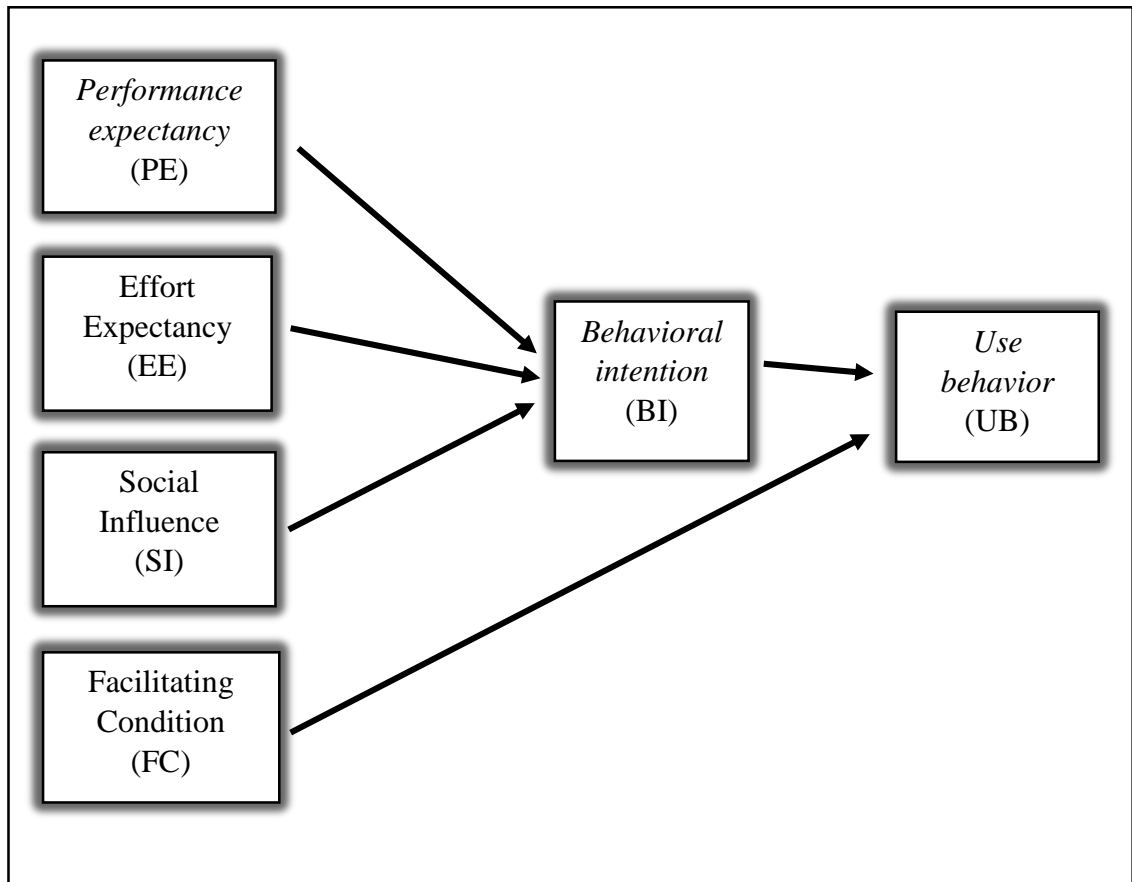 Performance
expectancy
(PE)
Effort
Expectancy
(EE)
Social
Influence
(SI)
Facilitating
Condition
(FC)
Behavioral
intention
(BI)
Use
behavior
(UB)